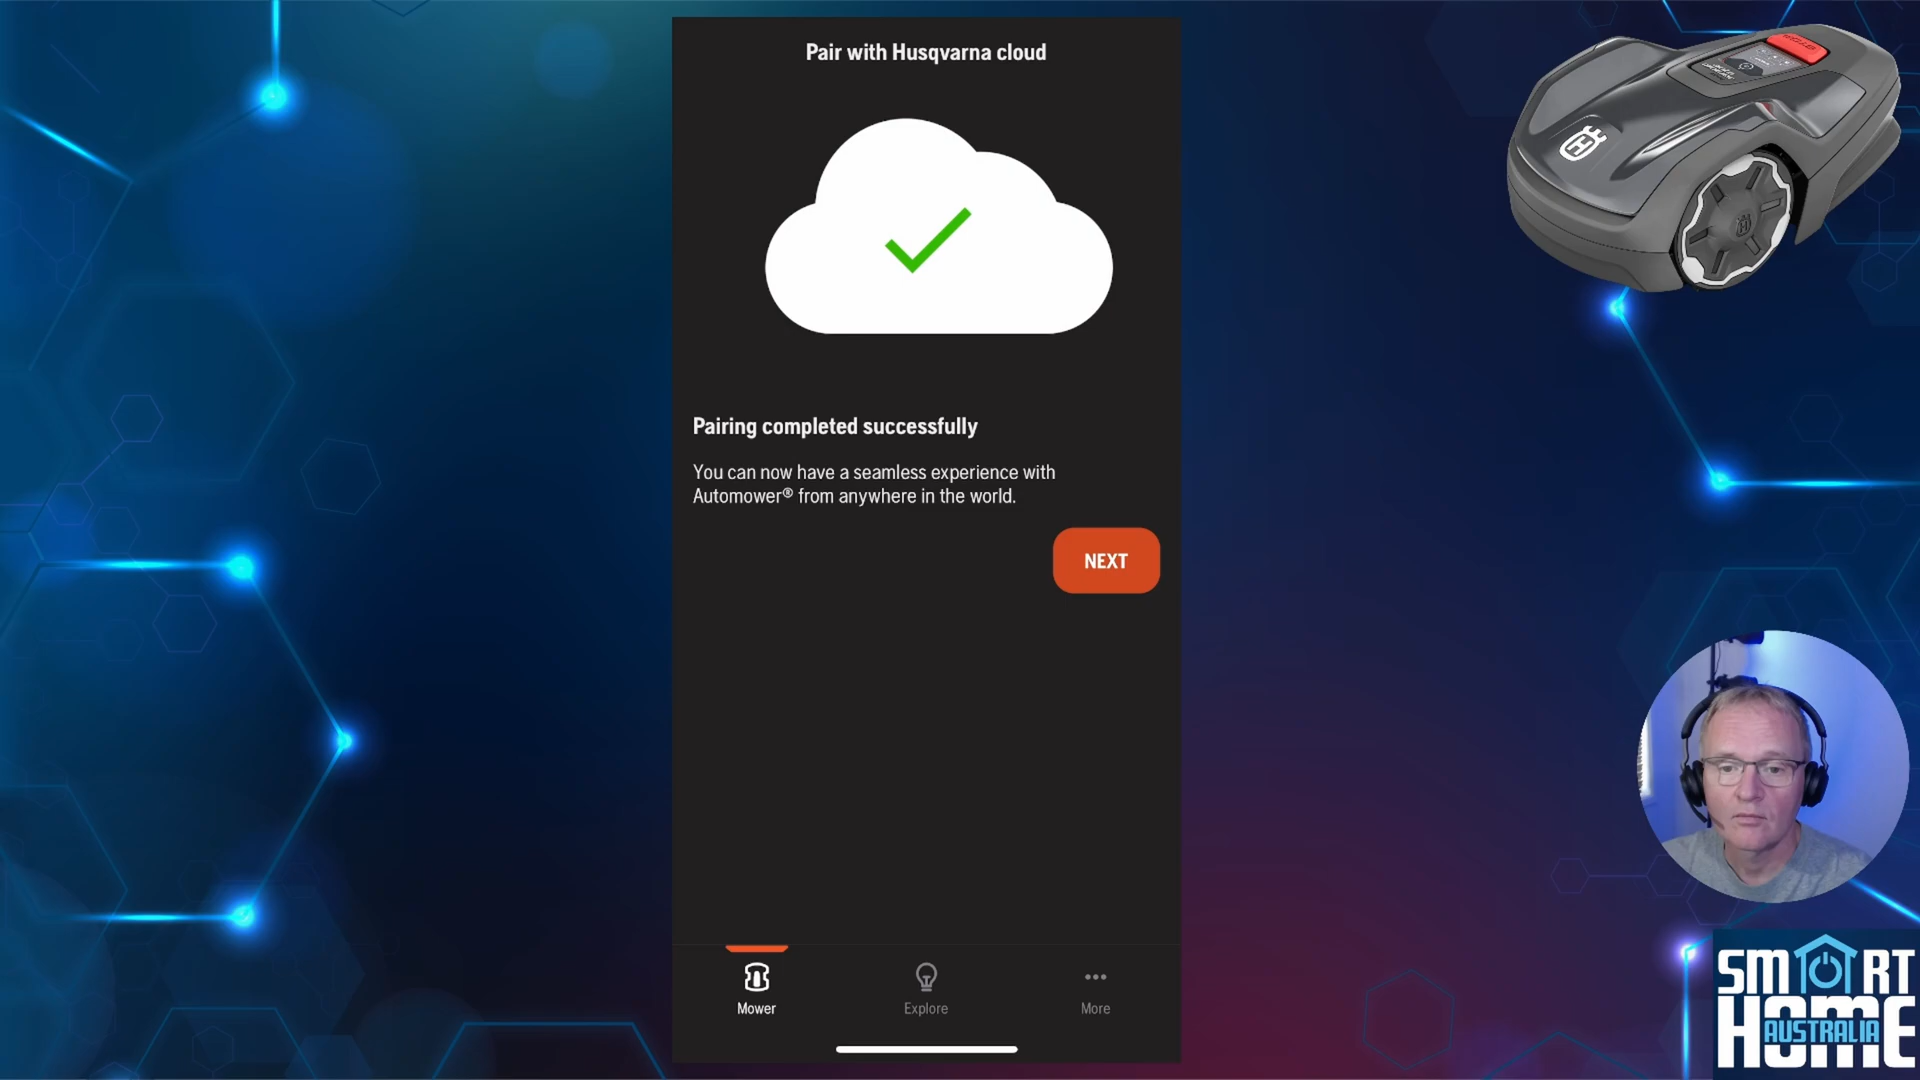 Pair with Husqvarna cloud
Pairing completed successfully
You can now have a seamless experience with
Automower® from anywhere in the world.
NEXT
Mower
Explore
More
SMART
HOME
AUSTRALIA